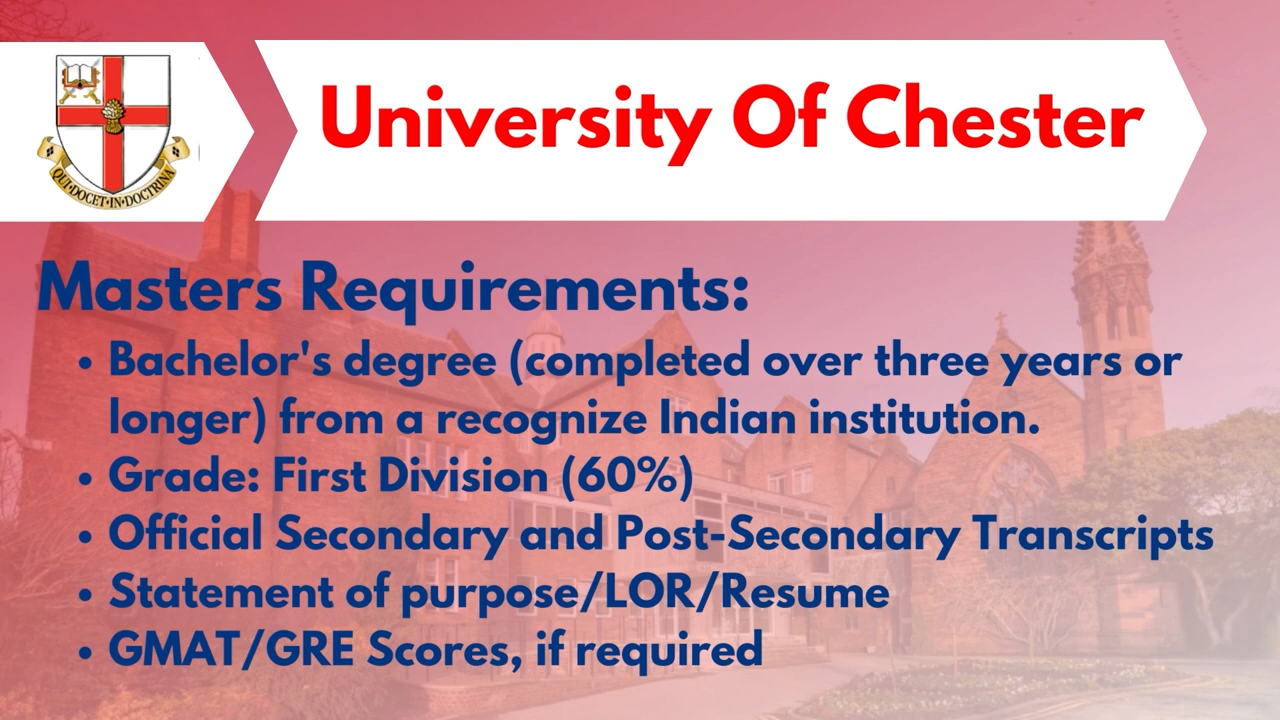 University Of Chester
QUI·DOCET·IN·DOCTRINA
Masters Requirements:
• Bachelor's degree (completed over three years or
longer) from a recognize Indian institution.
• Grade: First Division (60%)
• Official Secondary and Post-Secondary Transcripts
• Statement of purpose/LOR/Resume
• GMAT/GRE Scores, if required